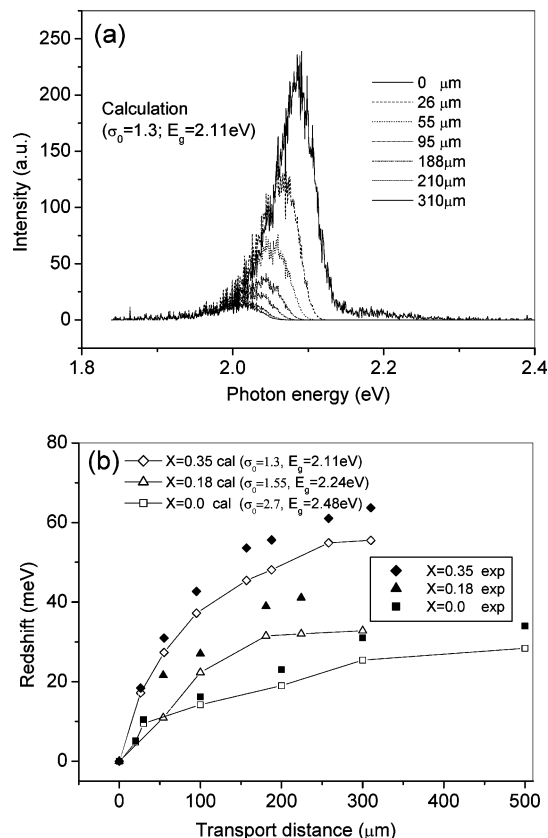 (a)
Calculation
(σ₀=1.3; E_g=2.11eV)
0 μm
26 μm
55 μm
95 μm
188μm
210μm
310μm
250
200
150
100
50
0
Intensity (a.u.)
1.8 2.0 2.2 2.4
Photon energy (eV)
(b)
X=0.35 cal (σ₀=1.3, E_g=2.11eV)
X=0.18 cal (σ₀=1.55, E_g=2.24eV)
X=0.0 cal (σ₀=2.7, E_g=2.48eV)
X=0.35 exp
X=0.18 exp
X=0.0 exp
80
60
40
20
0
Redshift (meV)
0 100 200 300 400 500
Transport distance (μm)